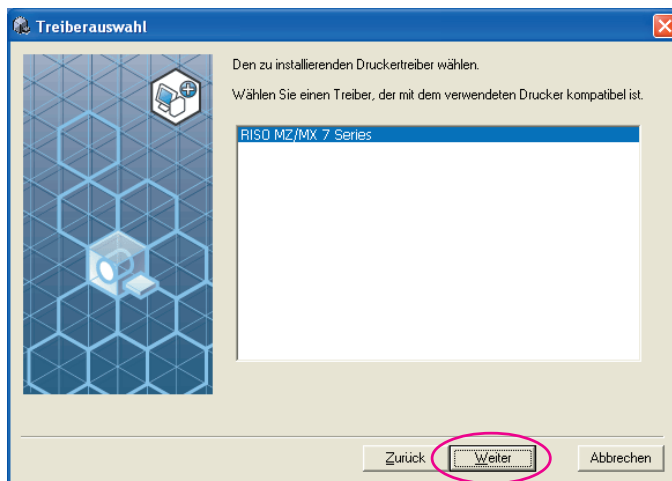 Treiberauswahl
Den zu installierenden Druckertreiber wählen.
Wählen Sie einen Treiber, der mit dem verwendeten Drucker kompatibel ist.
RISO MZ/MX 7 Series
Zurück Weiter Abbrechen